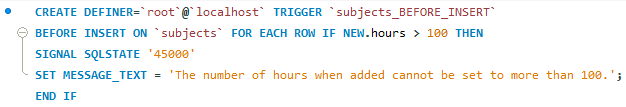 CREATE DEFINER=`root`@`localhost` TRIGGER `subjects_BEFORE_INSERT`
BEFORE INSERT ON `subjects` FOR EACH ROW IF NEW.hours > 100 THEN
SIGNAL SQLSTATE '45000'
SET MESSAGE_TEXT = 'The number of hours when added cannot be set to more than 100.';
END IF